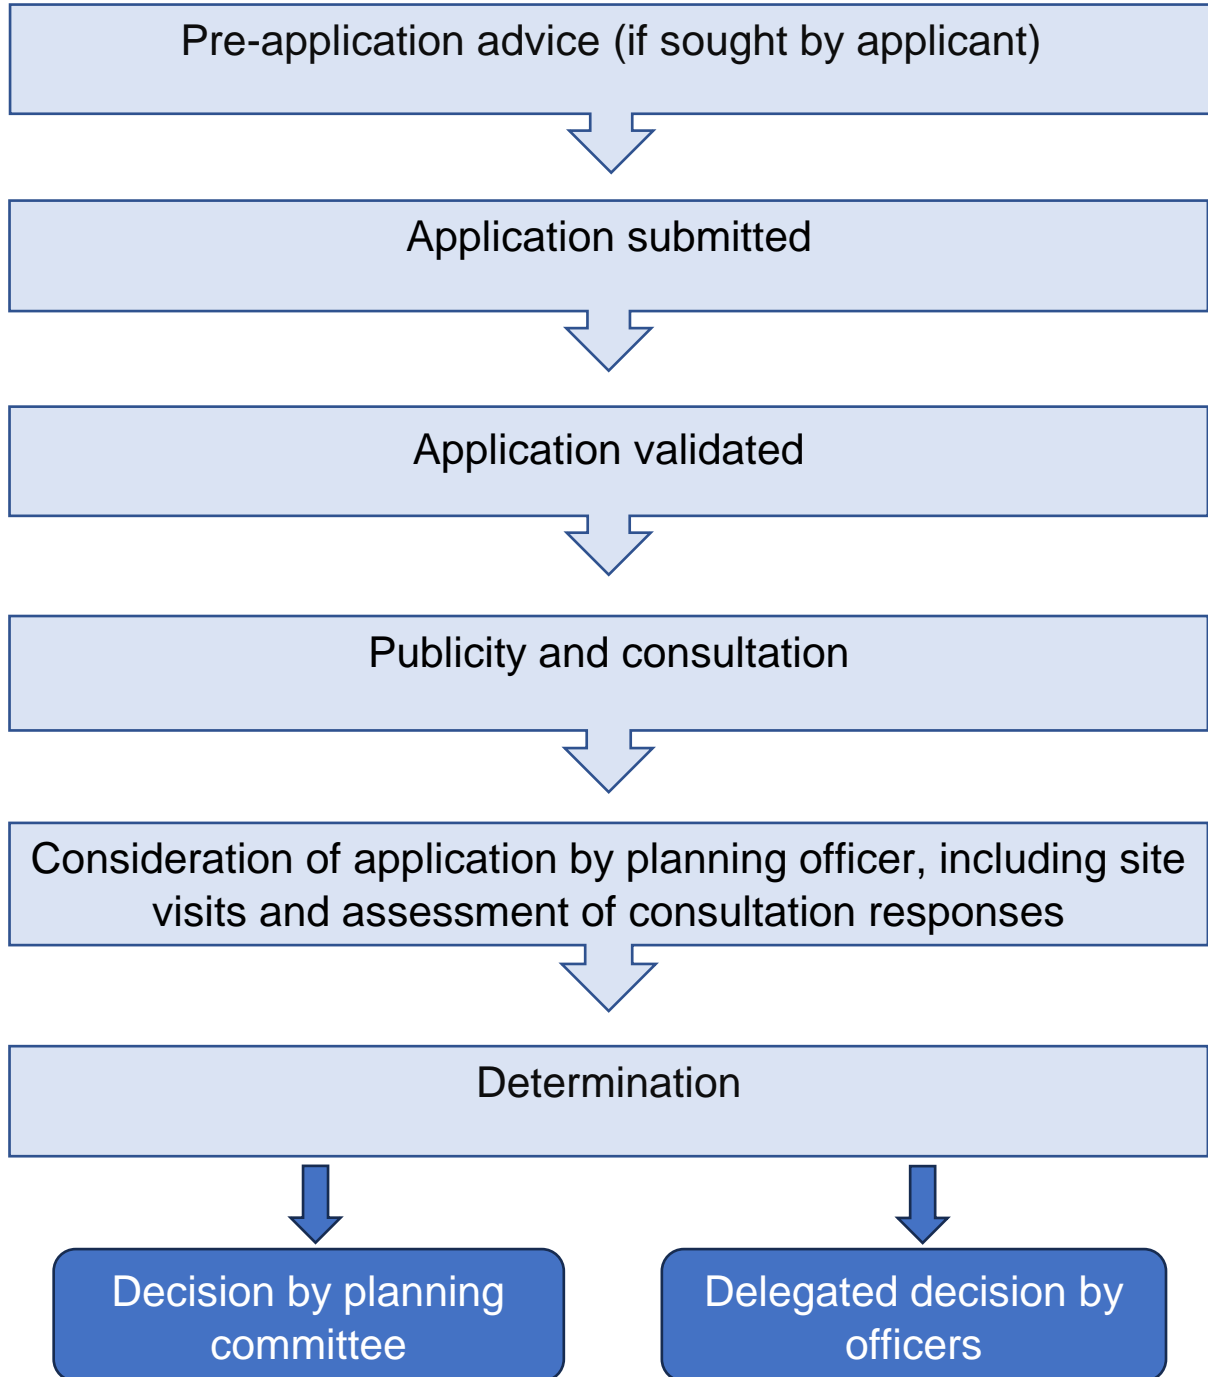 Pre-application advice (if sought by applicant)
Application submitted
Application validated
Publicity and consultation
Consideration of application by planning officer, including site
visits and assessment of consultation responses
Determination
Decision by planning
committee
Delegated decision by
officers